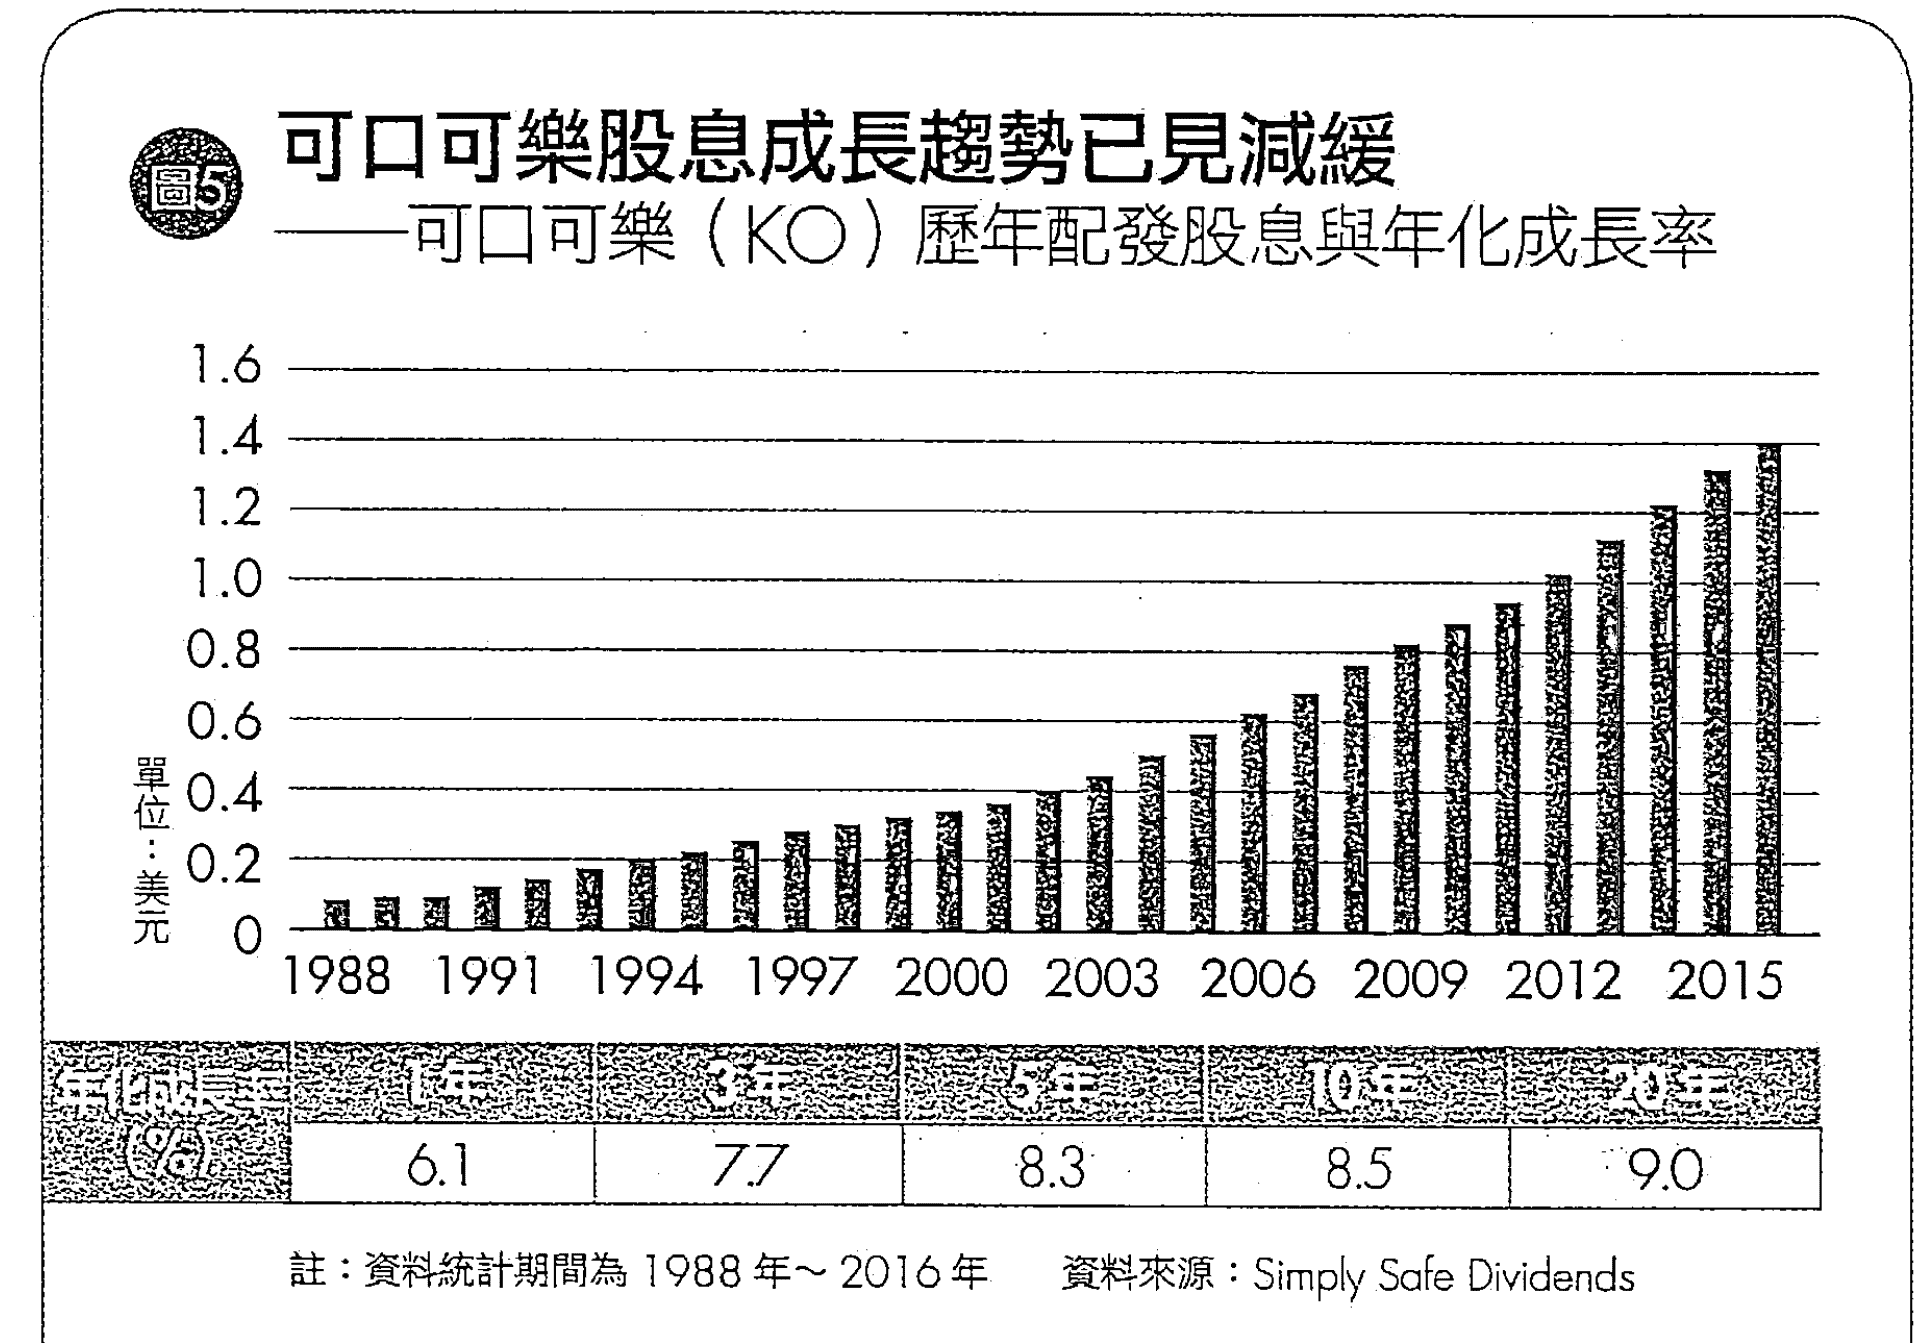 圖5
可口可樂股息成長趨勢已見減緩
——可口可樂（KO）歷年配發股息與年化成長率
1.6
1.4
1.2
1.0
0.8
0.6
0.4
0.2
0
單位：美元
1988 1991 1994 1997 2000 2003 2006 2009 2012 2015
年化成長率(%) 1年 3年 5年 10年 20年
6.1 7.7 8.3 8.5 9.0
註：資料統計期間為 1988 年～ 2016 年 資料來源：Simply Safe Dividends